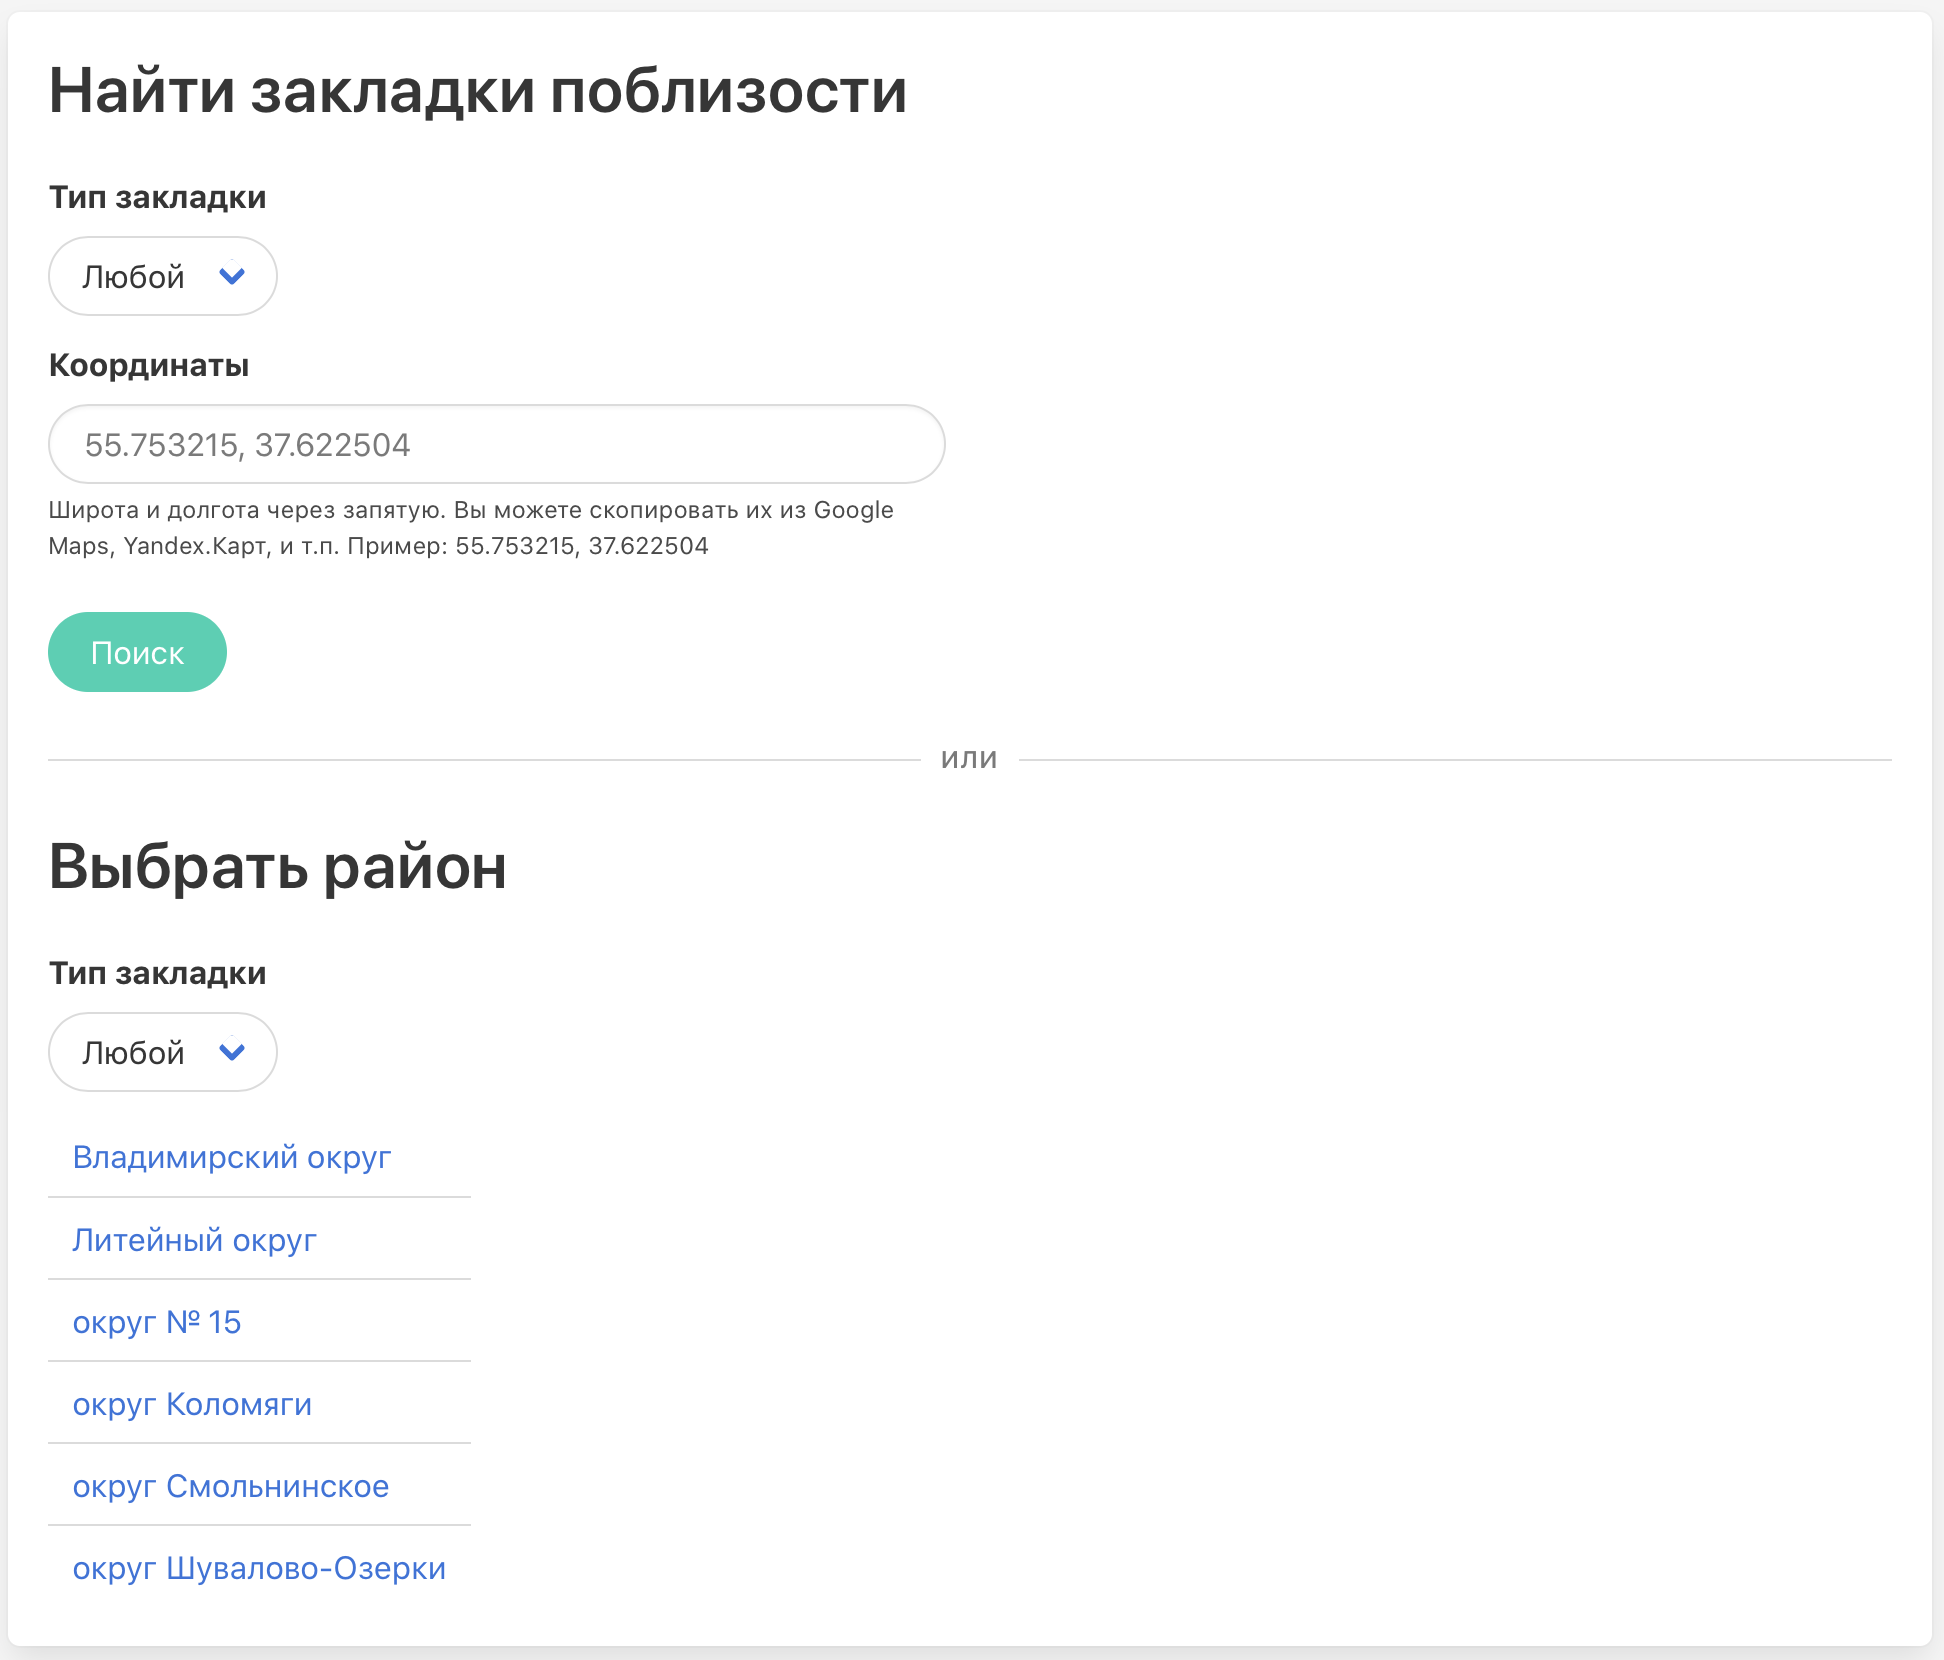 Найти закладки поблизости
Тип закладки
Любой
Координаты
55.753215, 37.622504
Широта и долгота через запятую. Вы можете скопировать их из Google
Maps, Yandex.Карт, и т.п. Пример: 55.753215, 37.622504
Поиск
или
Выбрать район
Тип закладки
Любой
Владимирский округ
Литейный округ
округ № 15
округ Коломяги
округ Смольнинское
округ Шувалово-Озерки